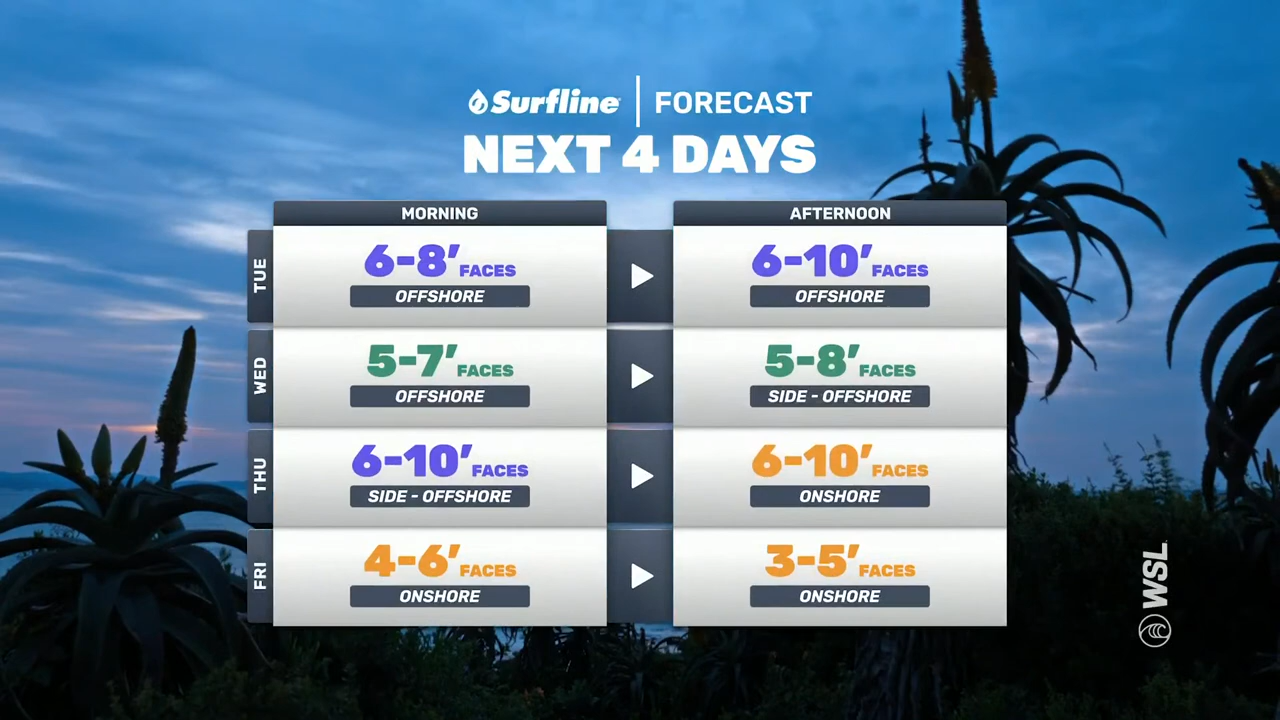 Surfline | FORECAST
NEXT 4 DAYS
MORNING
AFTERNOON
TUE
6-8' FACES
OFFSHORE
6-10' FACES
OFFSHORE
WED
5-7' FACES
OFFSHORE
5-8' FACES
SIDE - OFFSHORE
THU
6-10' FACES
SIDE - OFFSHORE
6-10' FACES
ONSHORE
FRI
4-6' FACES
ONSHORE
3-5' FACES
ONSHORE
WSL